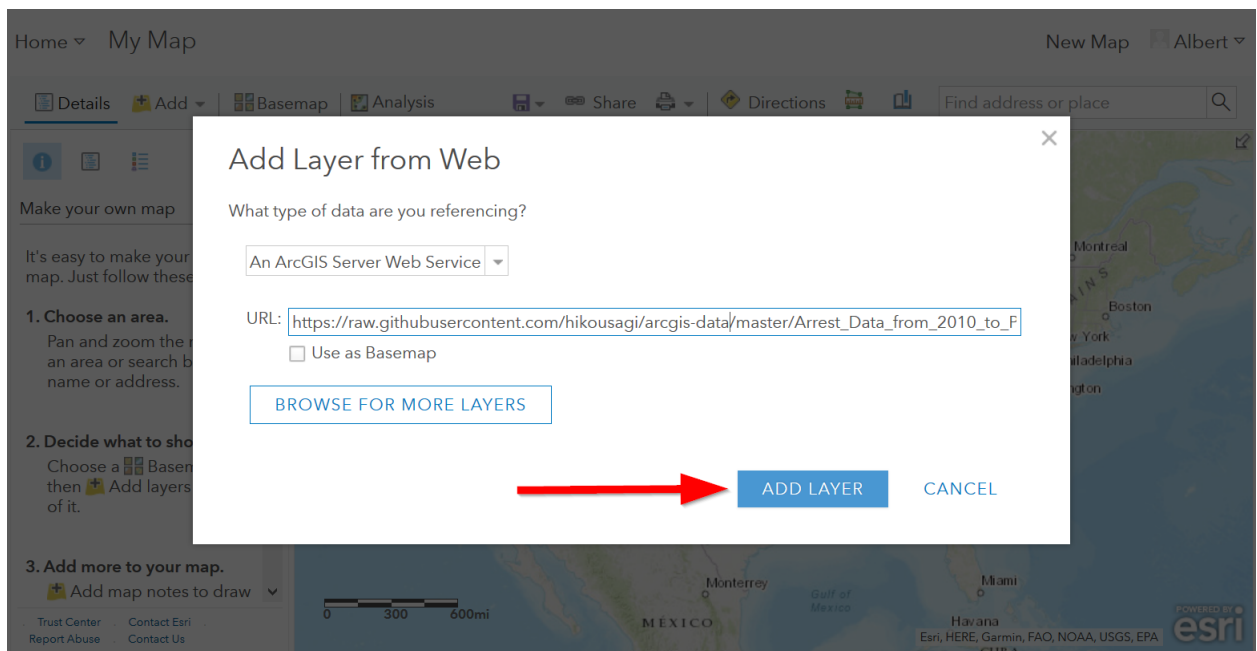 Home My Map New Map Albert
Details Add Basemap Analysis Share Directions Find address or place
Add Layer from Web
What type of data are you referencing?
An ArcGIS Server Web Service
URL: https://raw.githubusercontent.com/hikousagi/arcgis-data/master/Arrest_Data_from_2010_to_P
Use as Basemap
BROWSE FOR MORE LAYERS
ADD LAYER CANCEL
Make your own map
It's easy to make your
map. Just follow these
1. Choose an area.
Pan and zoom the
an area or search b
name or address.
2. Decide what to sho
Choose a Basem
then Add layers
of it.
3. Add more to your map.
Add map notes to draw
Trust Center Contact Esri
Report Abuse Contact Us
0 300 600mi
Montreal
Boston
York
iladelphia
ngton
Monterrey
Gulf of
Mexico
MÉXICO
Miami
Havana
CUBA
POWERED BY
esri
Esri, HERE, Garmin, FAO, NOAA, USGS, EPA